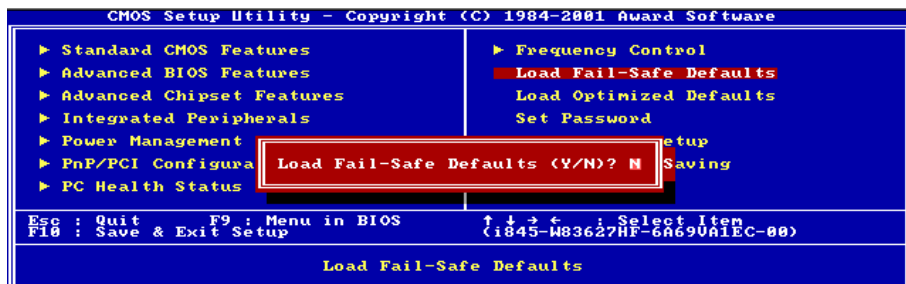 CMOS Setup Utility - Copyright (C) 1984-2001 Award Software
▶ Standard CMOS Features
▶ Advanced BIOS Features
▶ Advanced Chipset Features
▶ Integrated Peripherals
▶ Power Management
▶ PnP/PCI Configura
▶ PC Health Status
▶ Frequency Control
Load Fail-Safe Defaults
Load Optimized Defaults
Set Password
etup
Saving
Load Fail-Safe Defaults (Y/N)? N
Esc : Quit F9 : Menu in BIOS ↑ ↓ → ← : Select Item
F10 : Save & Exit Setup (i845-W83627HF-6A69VA1EC-00)
Load Fail-Safe Defaults